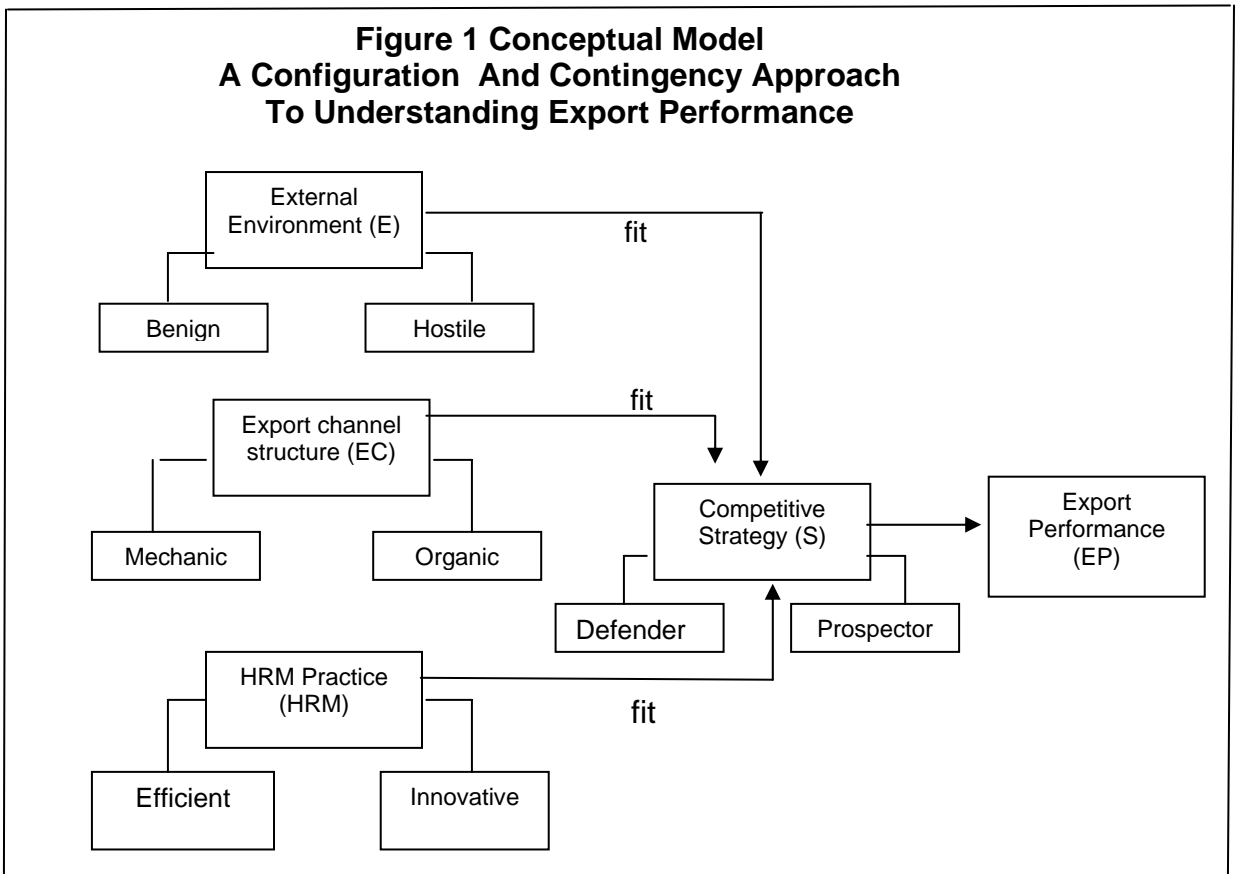 Figure 1 Conceptual Model
A Configuration And Contingency Approach
To Understanding Export Performance
External
Environment (E)
fit
Benign
Hostile
Export channel
structure (EC)
fit
Mechanic
Organic
Competitive
Strategy (S)
Export
Performance
(EP)
Defender
Prospector
HRM Practice
(HRM)
fit
Efficient
Innovative